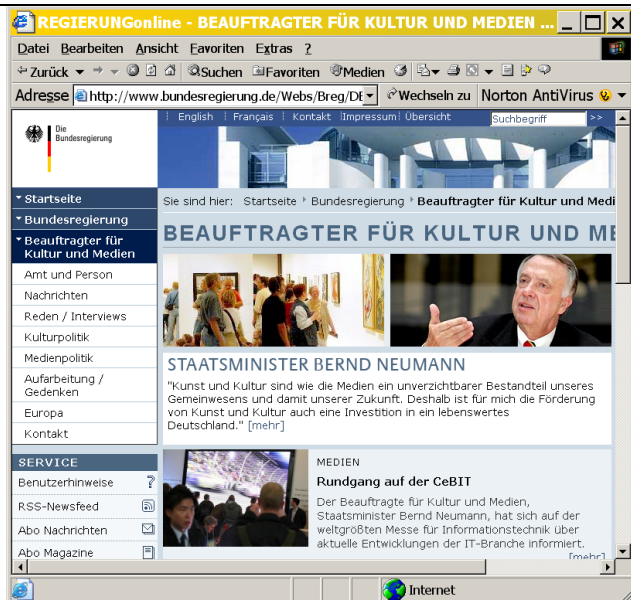 REGIERUNGonline - BEAUFTRAGTER FÜR KULTUR UND MEDIEN ...
Datei Bearbeiten Ansicht Favoriten Extras ?
Zurück Suchen Favoriten Medien
Adresse http://www.bundesregierung.de/Webs/Breg/DE Wechseln zu Norton AntiVirus
Die
Bundesregierung
English Français Kontakt Impressum Übersicht Suchbegriff >>
Startseite
Bundesregierung
Beauftragter für
Kultur und Medien
Amt und Person
Nachrichten
Reden / Interviews
Kulturpolitik
Medienpolitik
Aufarbeitung /
Gedenken
Europa
Kontakt
SERVICE
Benutzerhinweise ?
RSS-Newsfeed
Abo Nachrichten
Abo Magazine
Sie sind hier: Startseite Bundesregierung Beauftragter für Kultur und Medi
BEAUFTRAGTER FÜR KULTUR UND ME
STAATSMINISTER BERND NEUMANN
"Kunst und Kultur sind wie die Medien ein unverzichtbarer Bestandteil unseres
Gemeinwesens und damit unserer Zukunft. Deshalb ist für mich die Förderung
von Kunst und Kultur auch eine Investition in ein lebenswertes
Deutschland." [mehr]
MEDIEN
Rundgang auf der CeBIT
Der Beauftragte für Kultur und Medien,
Staatsminister Bernd Neumann, hat sich auf der
weltgrößten Messe für Informationstechnik über
aktuelle Entwicklungen der IT-Branche informiert.
[mehr]
Internet